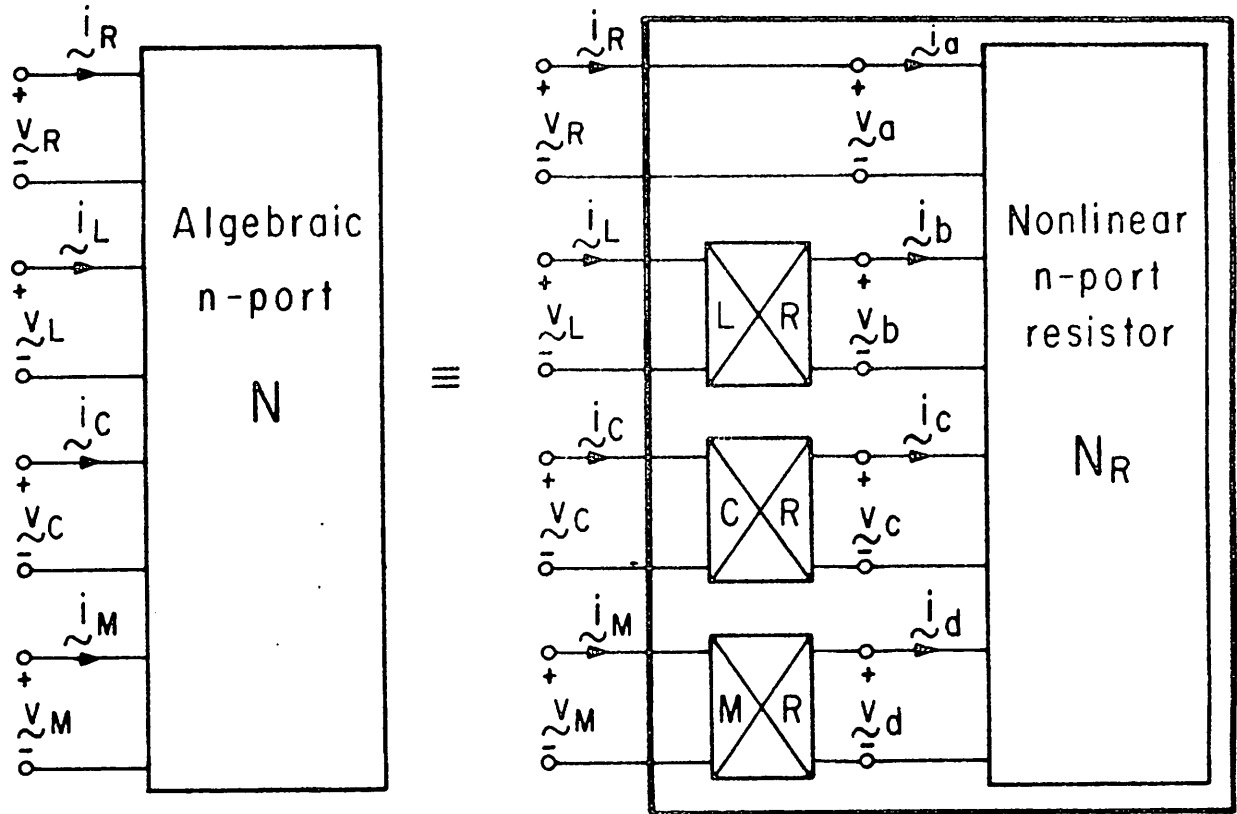 i_R
+
v_R
-
i_L
+
v_L
-
i_C
+
v_C
-
i_M
+
v_M
-
Algebraic
n-port
N
≡
i_R
+
v_R
-
i_L
+
v_L
-
i_C
+
v_C
-
i_M
+
v_M
-
L R
C R
M R
i_a
+
v_a
-
i_b
+
v_b
-
i_c
+
v_c
-
i_d
+
v_d
-
Nonlinear
n-port
resistor
N_R